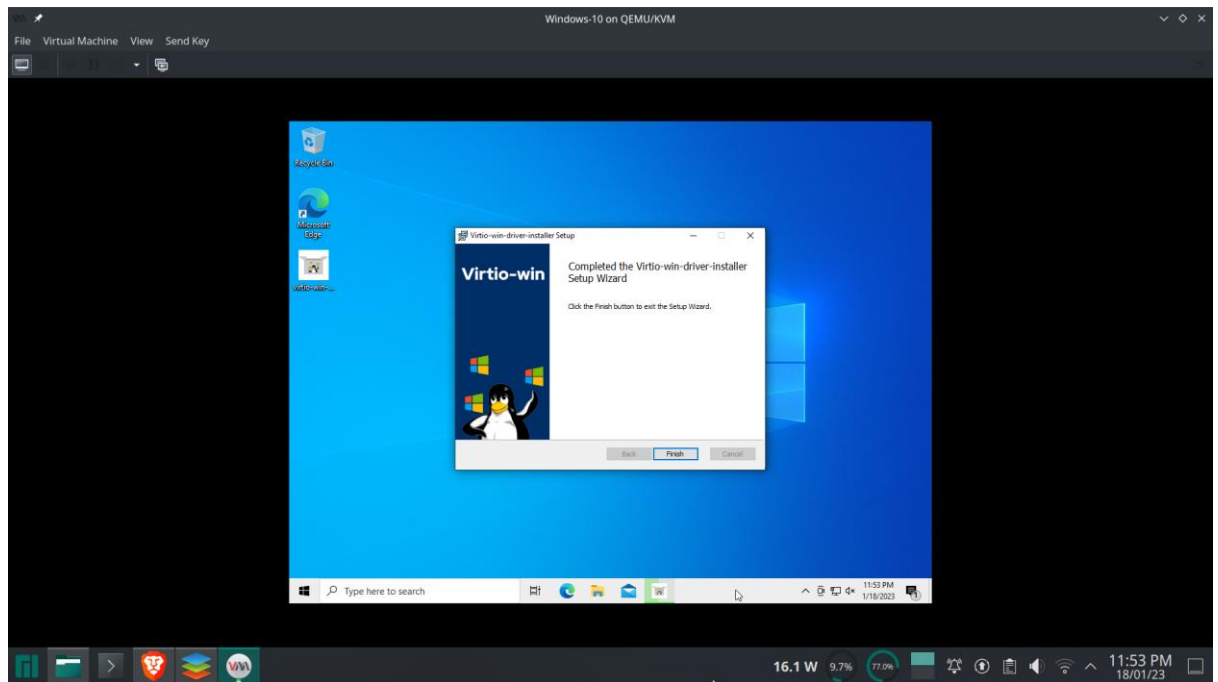 Windows-10 on QEMU/KVM
File Virtual Machine View Send Key
Recycle Bin
Microsoft
Edge
virtio-win-...
Virtio-win-driver-installer Setup
Virtio-win
Completed the Virtio-win-driver-installer
Setup Wizard
Click the Finish button to exit the Setup Wizard.
Back Finish Cancel
Type here to search
11:53 PM
1/18/2023
1
16.1 W 9.7% 77.0%
11:53 PM
18/01/23